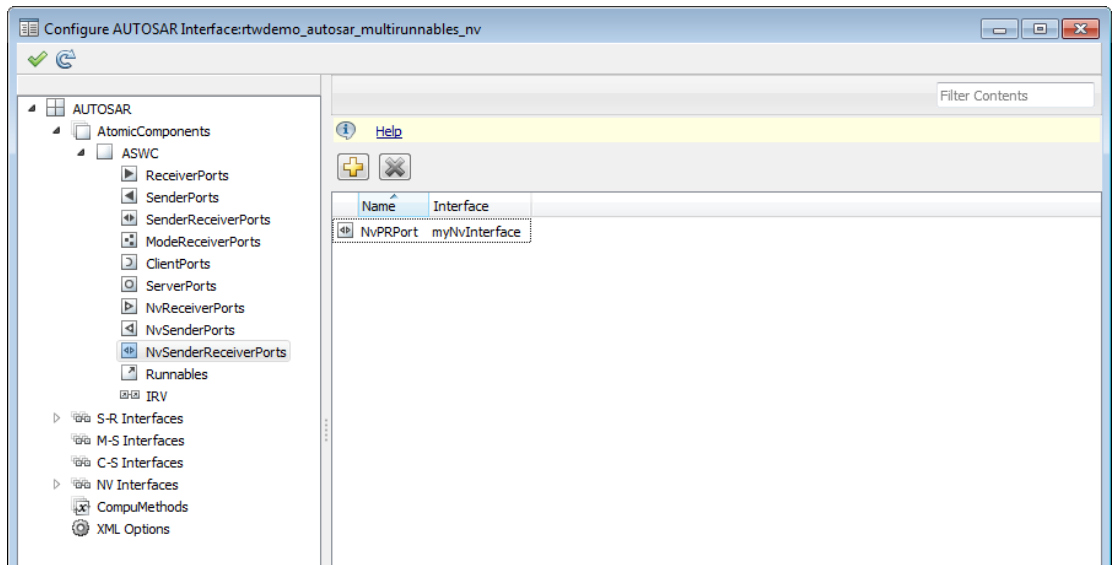 Configure AUTOSAR Interface:rtwdemo_autosar_multirunnables_nv
Filter Contents
AUTOSAR
AtomicComponents
ASWC
ReceiverPorts
SenderPorts
SenderReceiverPorts
ModeReceiverPorts
ClientPorts
ServerPorts
NvReceiverPorts
NvSenderPorts
NvSenderReceiverPorts
Runnables
IRV
S-R Interfaces
M-S Interfaces
C-S Interfaces
NV Interfaces
CompuMethods
XML Options
Help
Name Interface
NvPRPort myNvInterface